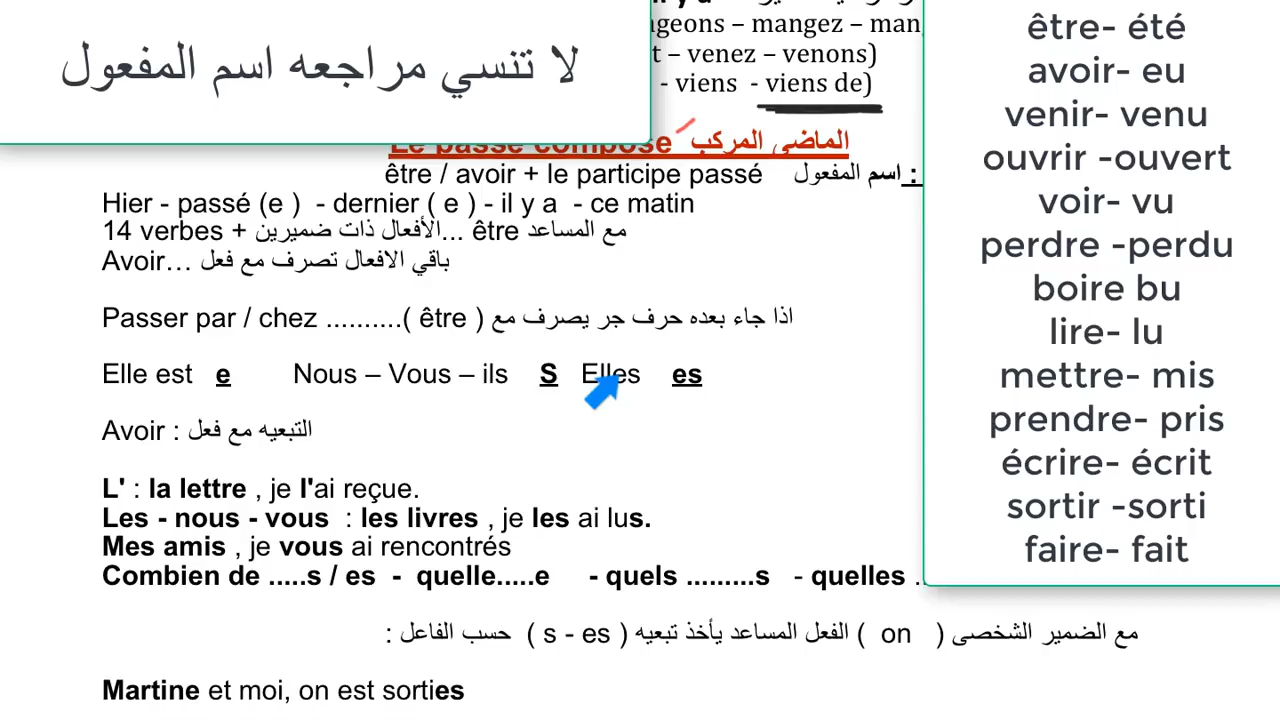 لا تنسي مراجعه اسم المفعول
geons – mangez – man
t – venez – venons)
- viens - viens de)
Le passé composé الماضى المركب
être / avoir + le participe passé اسم المفعول :
Hier - passé (e ) - dernier ( e ) - il y a - ce matin
14 verbes + الأفعال ذات ضميرين... être مع المساعد
Avoir… باقي الافعال تصرف مع فعل
Passer par / chez ..........( être ) اذا جاء بعده حرف جر يصرف مع
Elle est e Nous – Vous – ils S Elles es
Avoir : التبعيه مع فعل
L' : la lettre , je l'ai reçue.
Les - nous - vous : les livres , je les ai lus.
Mes amis , je vous ai rencontrés
Combien de .....s / es - quelle.....e - quels .........s - quelles .
مع الضمير الشخصى ( on ) الفعل المساعد يأخذ تبعيه ( s - es ) حسب الفاعل :
Martine et moi, on est sorties
être- été
avoir- eu
venir- venu
ouvrir -ouvert
voir- vu
perdre -perdu
boire bu
lire- lu
mettre- mis
prendre- pris
écrire- écrit
sortir -sorti
faire- fait